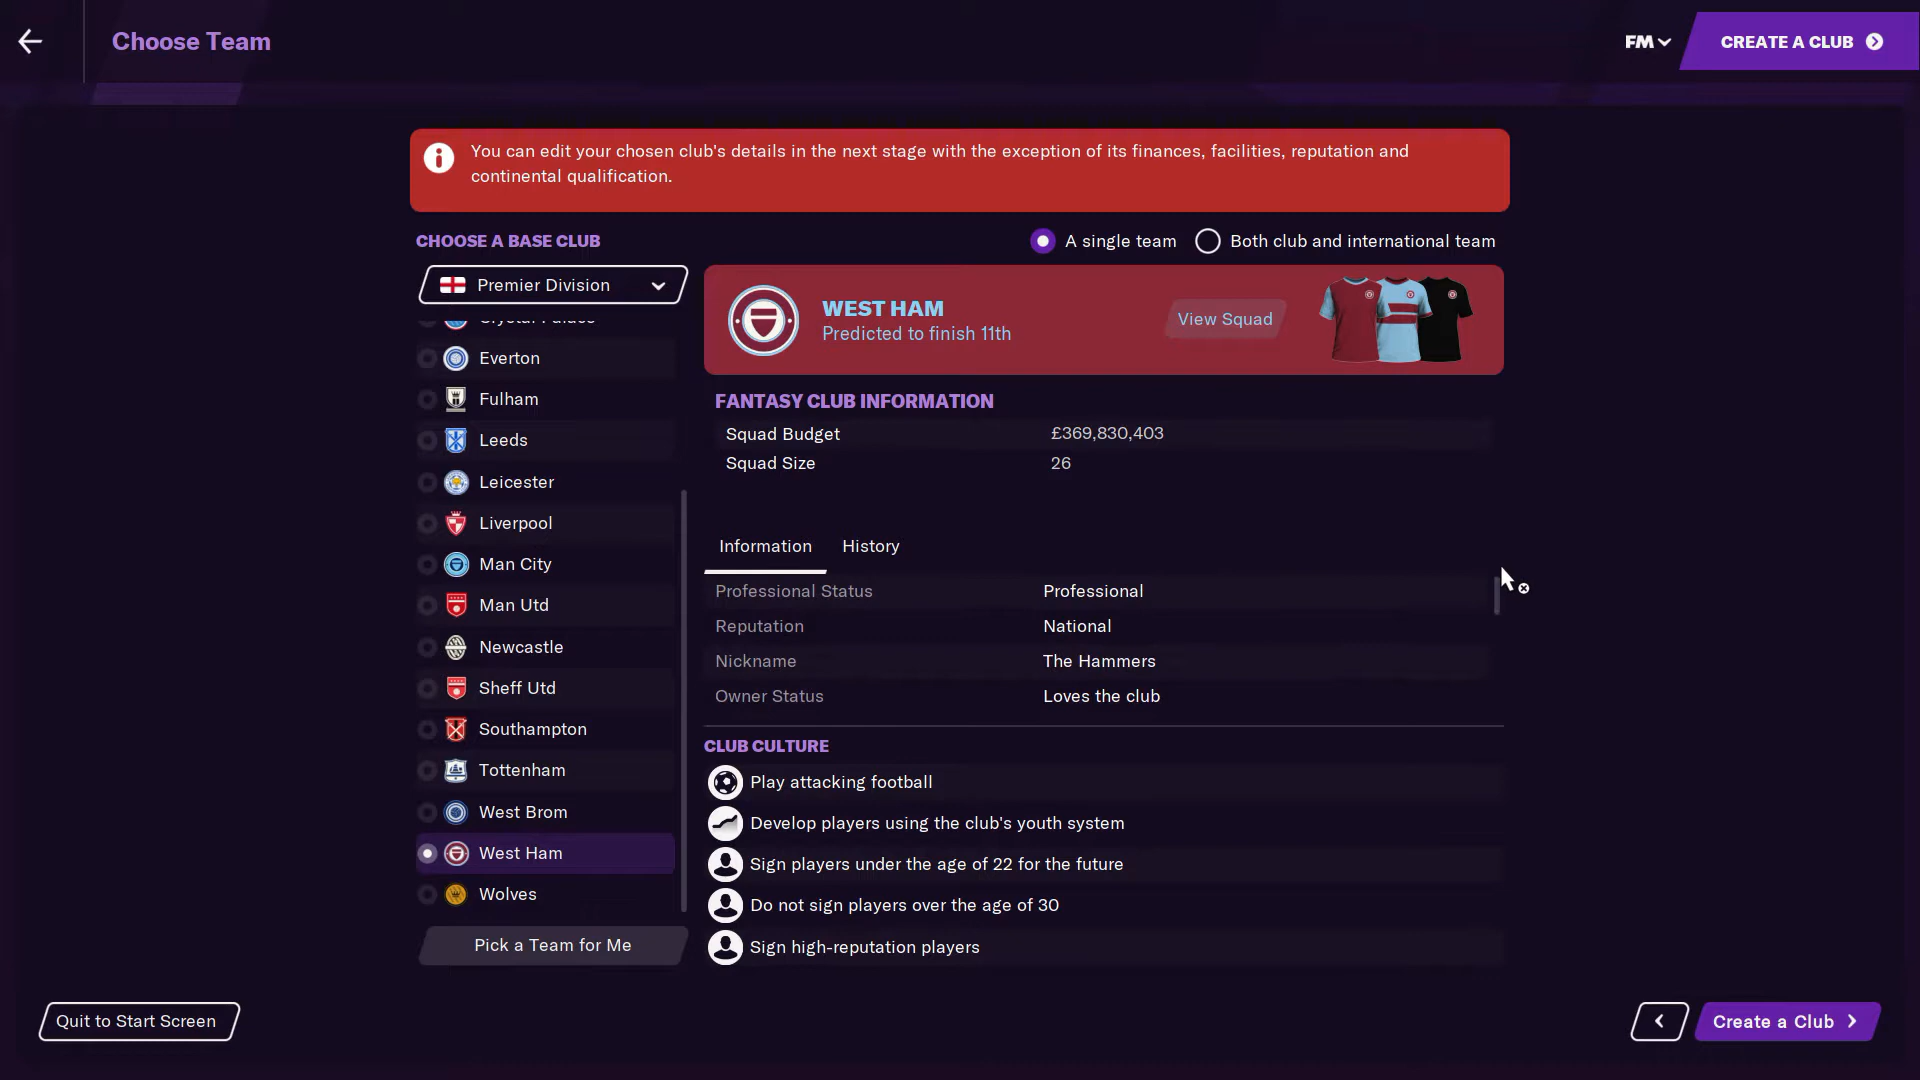 Choose Team
FM
CREATE A CLUB
You can edit your chosen club's details in the next stage with the exception of its finances, facilities, reputation and
continental qualification.
CHOOSE A BASE CLUB
A single team
Both club and international team
Premier Division
Crystal Palace
Everton
Fulham
Leeds
Leicester
Liverpool
Man City
Man Utd
Newcastle
Sheff Utd
Southampton
Tottenham
West Brom
West Ham
Wolves
Pick a Team for Me
WEST HAM
Predicted to finish 11th
View Squad
FANTASY CLUB INFORMATION
Squad Budget £369,830,403
Squad Size 26
Information History
Professional Status Professional
Reputation National
Nickname The Hammers
Owner Status Loves the club
CLUB CULTURE
Play attacking football
Develop players using the club's youth system
Sign players under the age of 22 for the future
Do not sign players over the age of 30
Sign high-reputation players
Quit to Start Screen
Create a Club